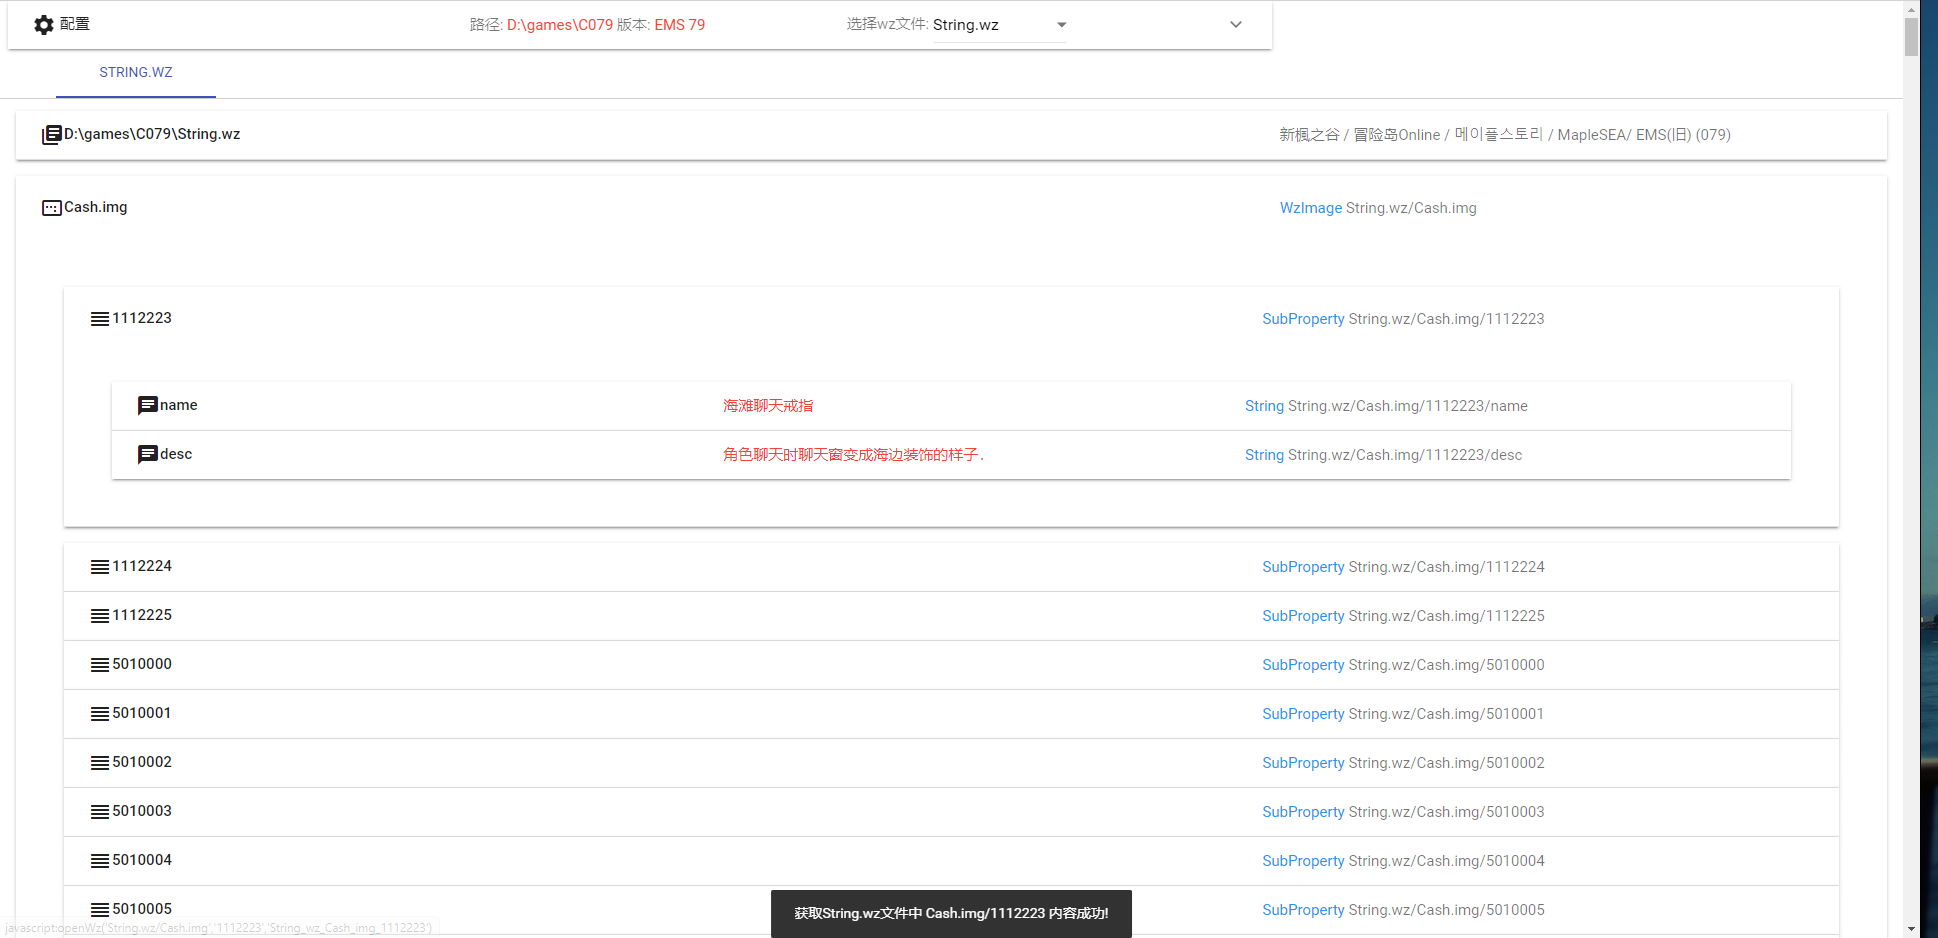 配置 路径: D:\games\C079 版本: EMS 79 选择wz文件: String.wz
STRING.WZ
D:\games\C079\String.wz 新楓之谷 / 冒险岛Online / 메이플스토리 / MapleSEA/ EMS(旧) (079)
Cash.img WzImage String.wz/Cash.img
1112223 SubProperty String.wz/Cash.img/1112223
name 海滩聊天戒指 String String.wz/Cash.img/1112223/name
desc 角色聊天时聊天窗变成海边装饰的样子. String String.wz/Cash.img/1112223/desc
1112224 SubProperty String.wz/Cash.img/1112224
1112225 SubProperty String.wz/Cash.img/1112225
5010000 SubProperty String.wz/Cash.img/5010000
5010001 SubProperty String.wz/Cash.img/5010001
5010002 SubProperty String.wz/Cash.img/5010002
5010003 SubProperty String.wz/Cash.img/5010003
5010004 SubProperty String.wz/Cash.img/5010004
5010005 SubProperty String.wz/Cash.img/5010005
获取String.wz文件中 Cash.img/1112223 内容成功!
javascript:openWz('String.wz/Cash.img','1112223','String_wz_Cash_img_1112223')